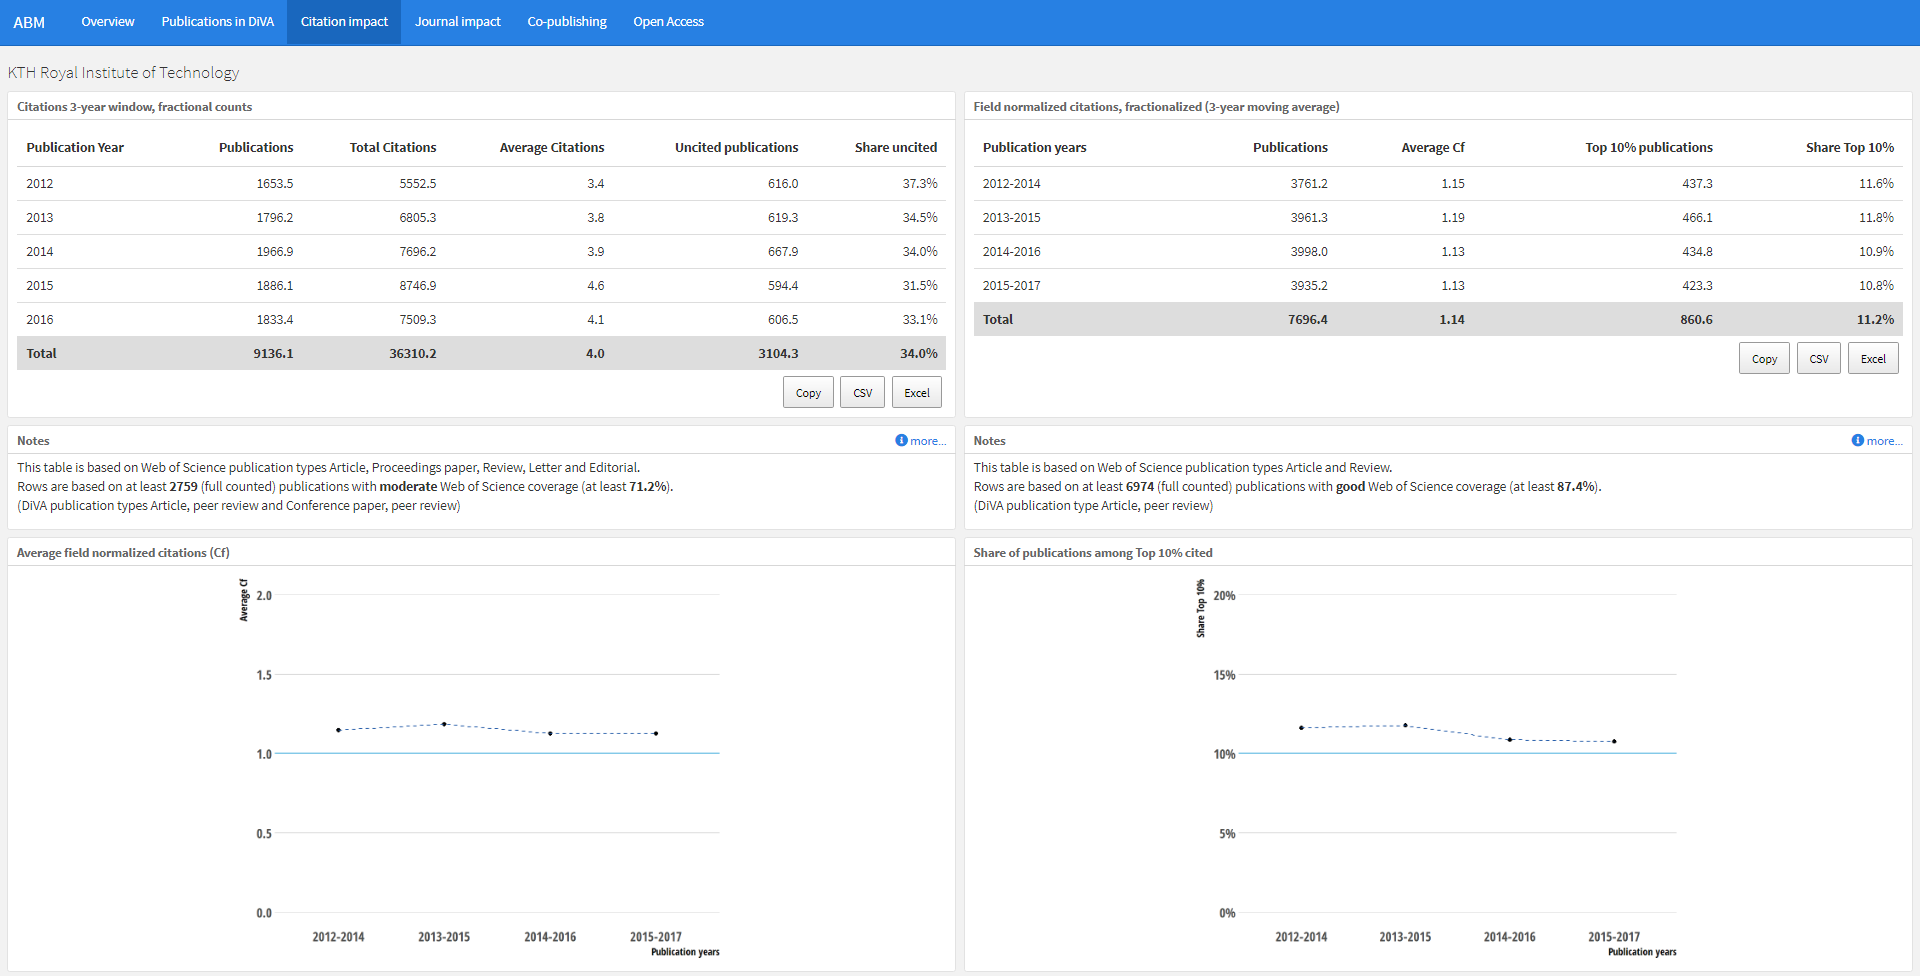 ABM Overview Publications in DiVA Citation impact Journal impact Co-publishing Open Access
KTH Royal Institute of Technology
Citations 3-year window, fractional counts
Publication Year Publications Total Citations Average Citations Uncited publications Share uncited
2012 1653.5 5552.5 3.4 616.0 37.3%
2013 1796.2 6805.3 3.8 619.3 34.5%
2014 1966.9 7696.2 3.9 667.9 34.0%
2015 1886.1 8746.9 4.6 594.4 31.5%
2016 1833.4 7509.3 4.1 606.5 33.1%
Total 9136.1 36310.2 4.0 3104.3 34.0%
Copy CSV Excel
Field normalized citations, fractionalized (3-year moving average)
Publication years Publications Average Cf Top 10% publications Share Top 10%
2012-2014 3761.2 1.15 437.3 11.6%
2013-2015 3961.3 1.19 466.1 11.8%
2014-2016 3998.0 1.13 434.8 10.9%
2015-2017 3935.2 1.13 423.3 10.8%
Total 7696.4 1.14 860.6 11.2%
Copy CSV Excel
Notes more...
This table is based on Web of Science publication types Article, Proceedings paper, Review, Letter and Editorial.
Rows are based on at least 2759 (full counted) publications with moderate Web of Science coverage (at least 71.2%).
(DiVA publication types Article, peer review and Conference paper, peer review)
Notes more...
This table is based on Web of Science publication types Article and Review.
Rows are based on at least 6974 (full counted) publications with good Web of Science coverage (at least 87.4%).
(DiVA publication type Article, peer review)
Average field normalized citations (Cf)
Average Cf
2.0
1.5
1.0
0.5
0.0
2012-2014 2013-2015 2014-2016 2015-2017
Publication years
Share of publications among Top 10% cited
Share Top 10%
20%
15%
10%
5%
0%
2012-2014 2013-2015 2014-2016 2015-2017
Publication years